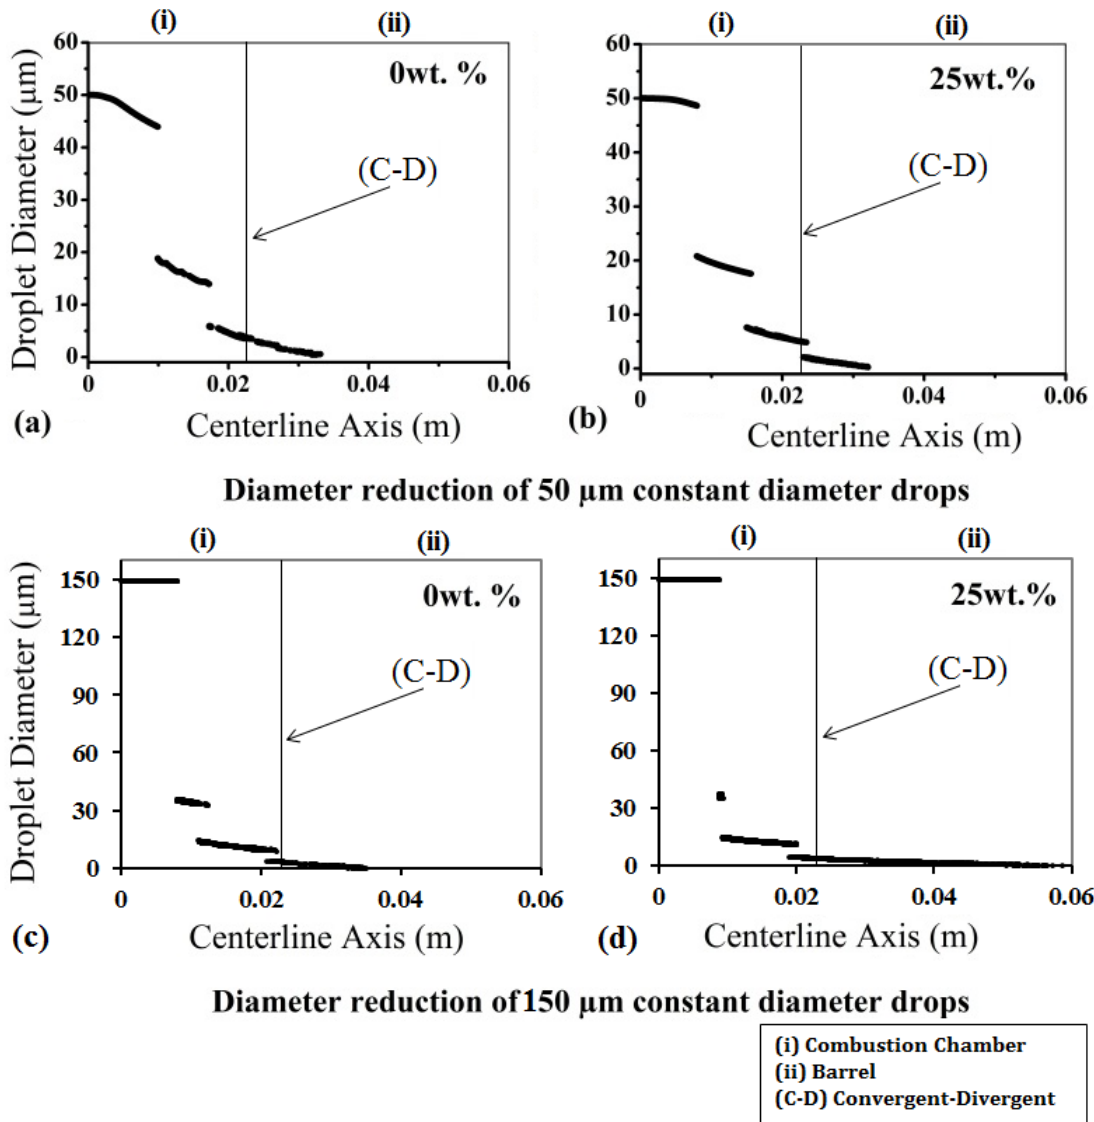 (i) (ii)
(i) (ii)
60
50
40
30
20
10
0
0wt. %
(C-D)
0 0.02 0.04 0.06
Droplet Diameter (μm)
(a) Centerline Axis (m)
60
50
40
30
20
10
0
25wt.%
(C-D)
0 0.02 0.04 0.06
(b) Centerline Axis (m)
Diameter reduction of 50 μm constant diameter drops
(i) (ii)
(i) (ii)
150
120
90
60
30
0
0wt. %
(C-D)
0 0.02 0.04 0.06
Droplet Diameter (μm)
(c) Centerline Axis (m)
150
120
90
60
30
0
25wt.%
(C-D)
0 0.02 0.04 0.06
(d) Centerline Axis (m)
Diameter reduction of 150 μm constant diameter drops
(i) Combustion Chamber
(ii) Barrel
(C-D) Convergent-Divergent